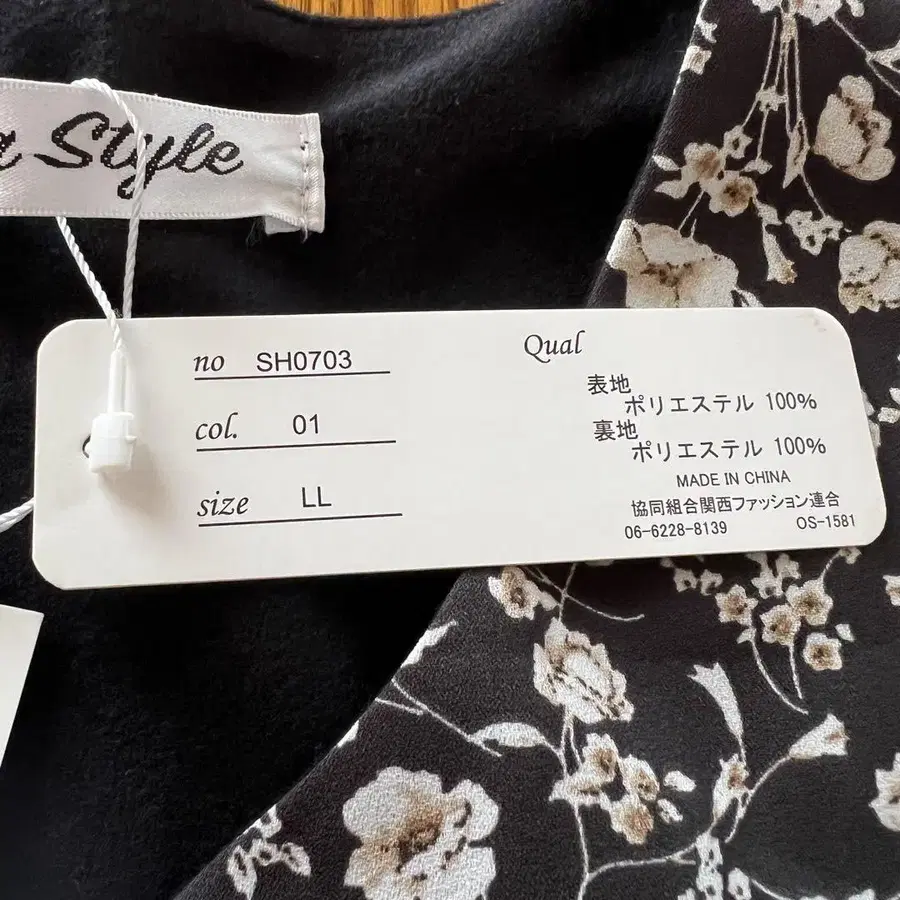 Style
no SH0703
col. 01
size LL
Qual
表地
ポリエステル 100%
裏地
ポリエステル 100%
MADE IN CHINA
協同組合関西ファッション連合
06-6228-8139 OS-1581